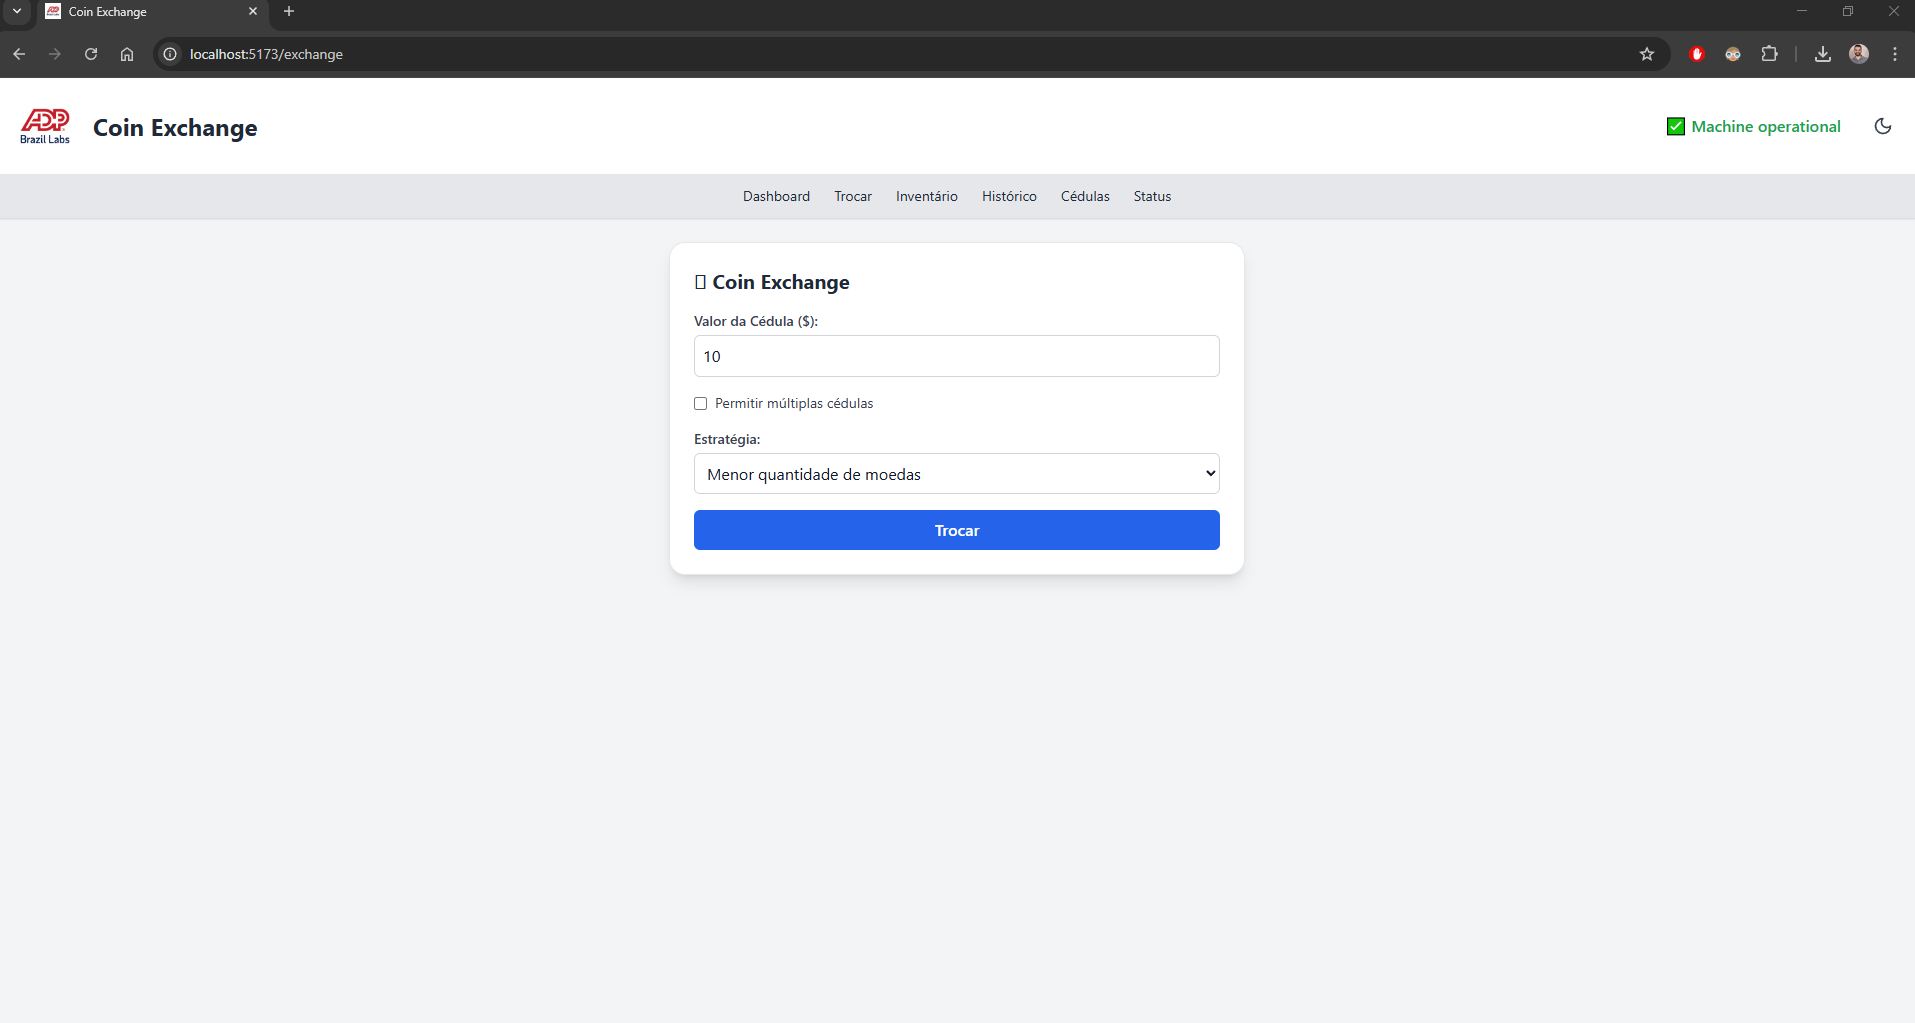 Coin Exchange
localhost:5173/exchange
ADP
Brazil Labs
Coin Exchange
✅ Machine operational
Dashboard Trocar Inventário Histórico Cédulas Status
Coin Exchange
Valor da Cédula ($):
10
Permitir múltiplas cédulas
Estratégia:
Menor quantidade de moedas
Trocar